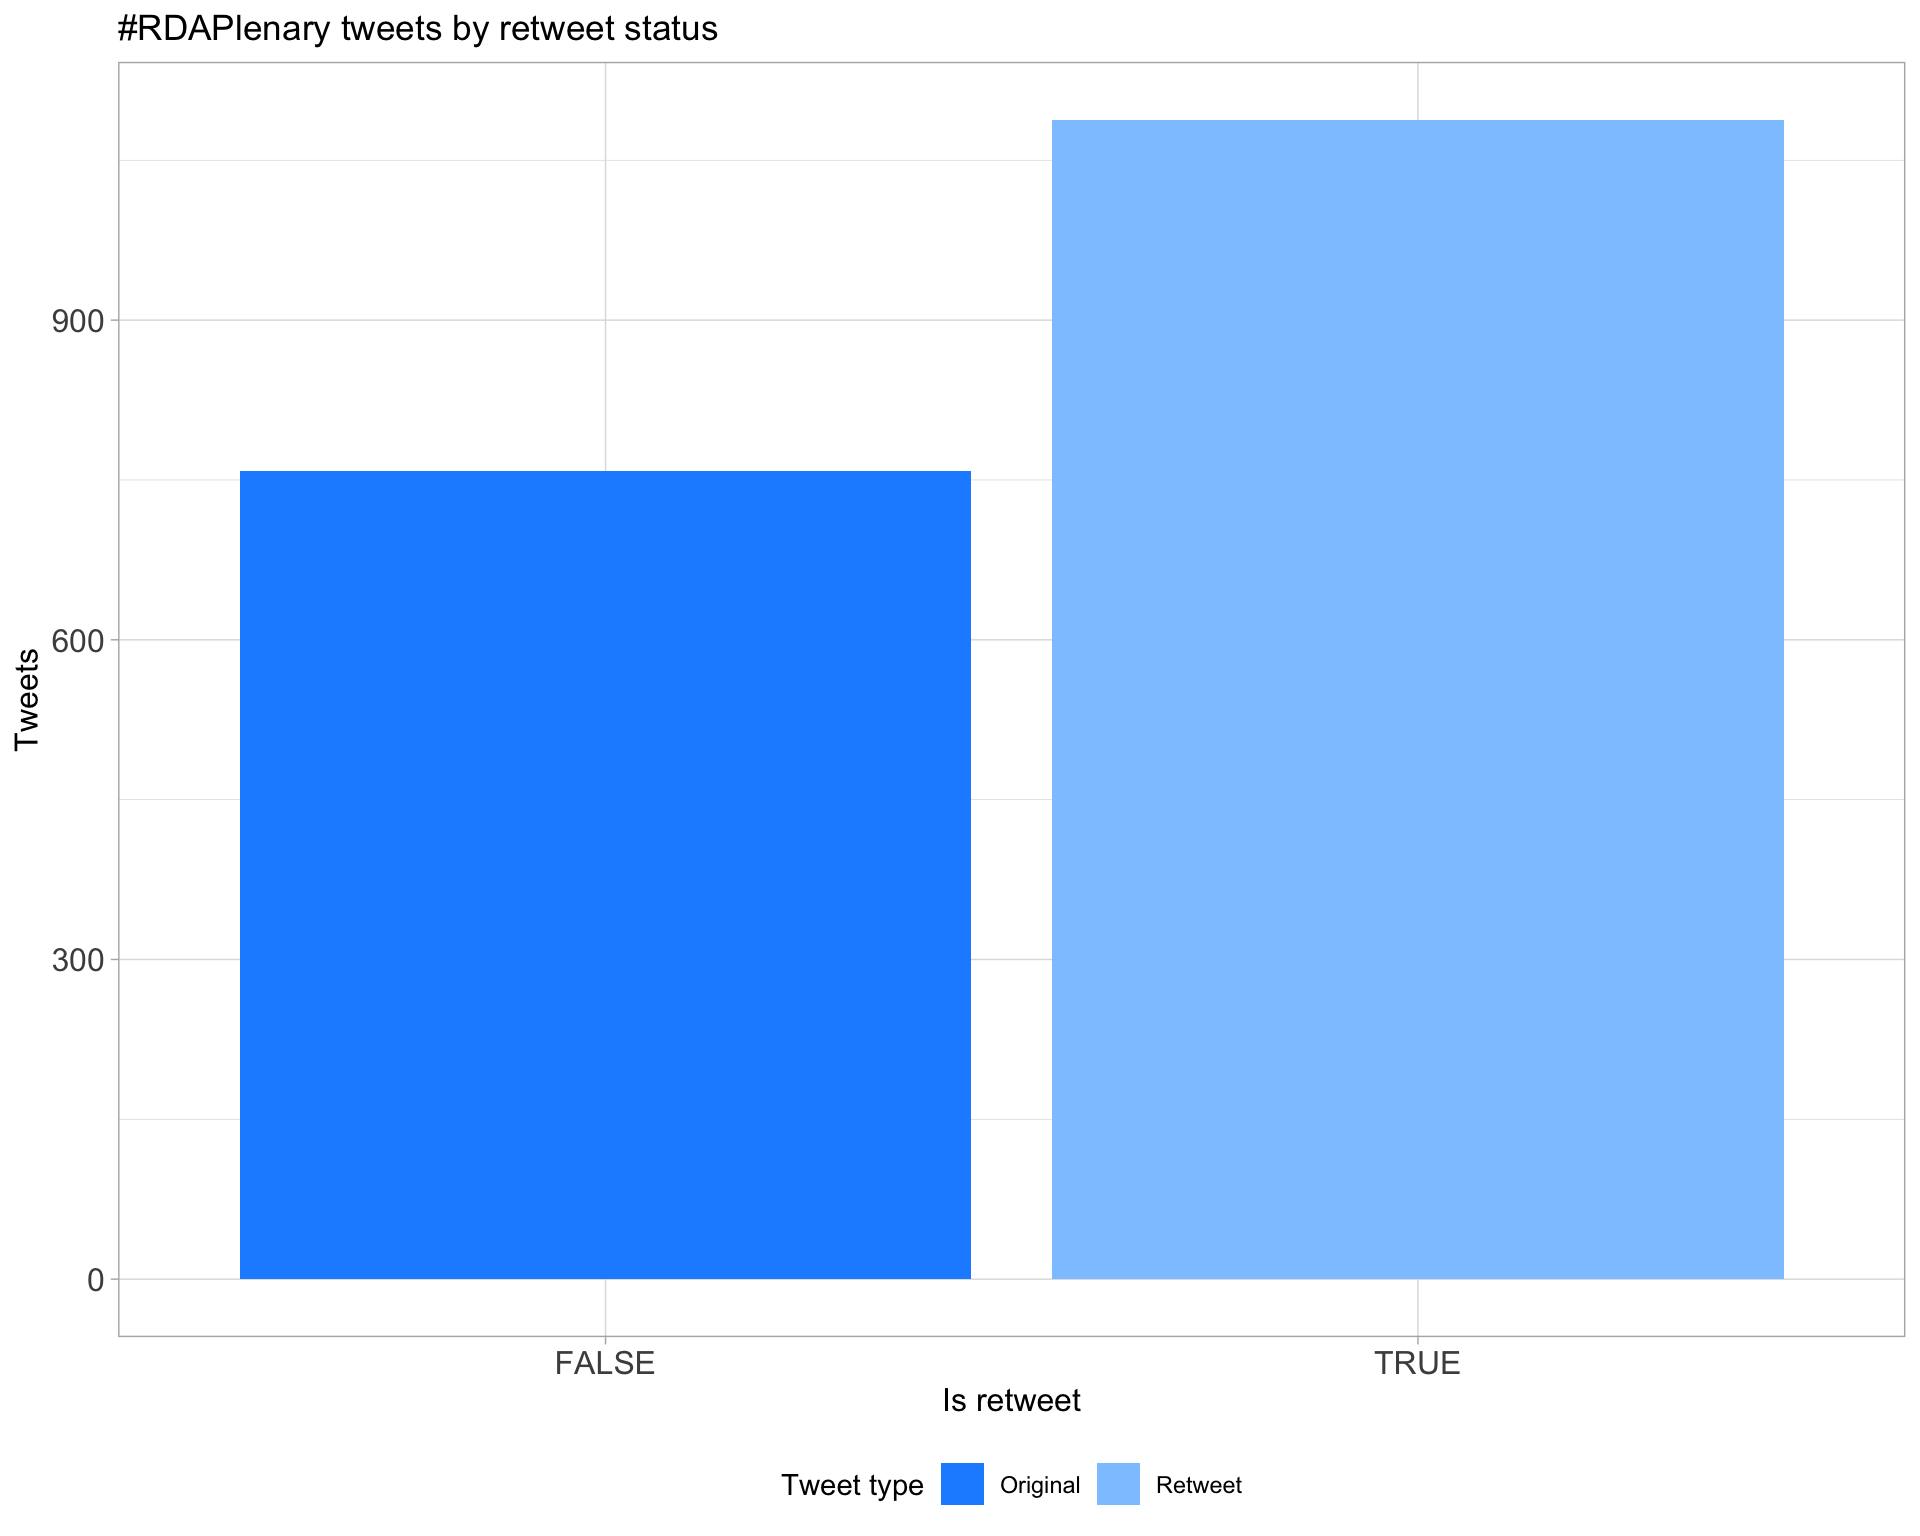 #RDAPlenary tweets by retweet status
Tweets
900
600
300
0
FALSE TRUE
Is retweet
Tweet type Original Retweet